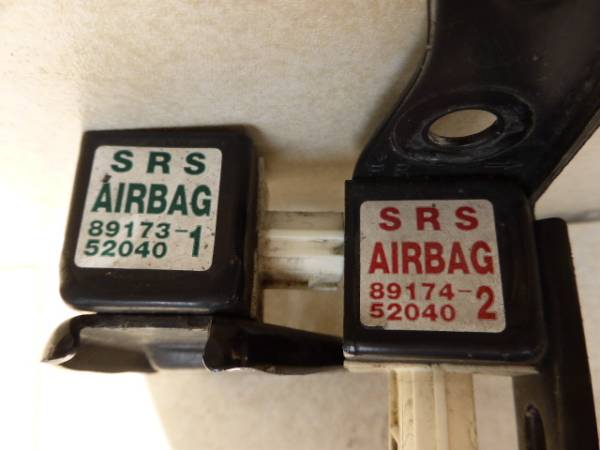 SRS
AIRBAG
89173-
52040 1
SRS
AIRBAG
89174-
52040 2